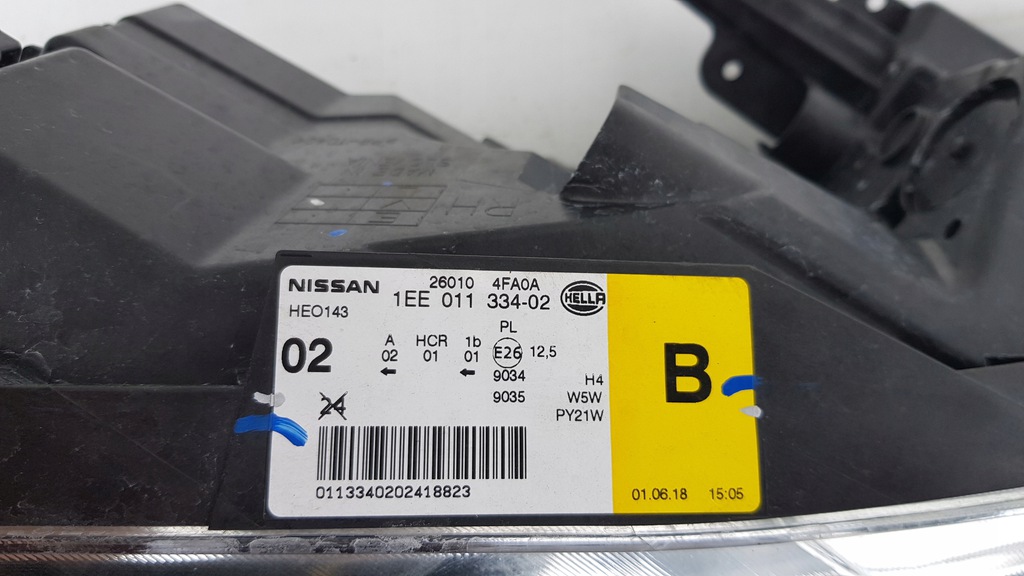 NISSAN 26010 4FA0A
1EE 011 334-02 HELLA
HEO143
PL
02
A HCR 1b
02 01 01
E26 12,5
9034
9035
H4
W5W
PY21W
24
0113340202418823
B
01.06.18 15:05